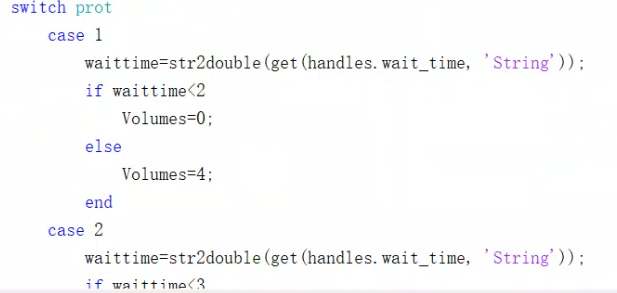 switch prot
case 1
waittime=str2double(get(handles.wait_time, 'String'));
if waittime<2
Volumes=0;
else
Volumes=4;
end
case 2
waittime=str2double(get(handles.wait_time, 'String'));
if waittime<3